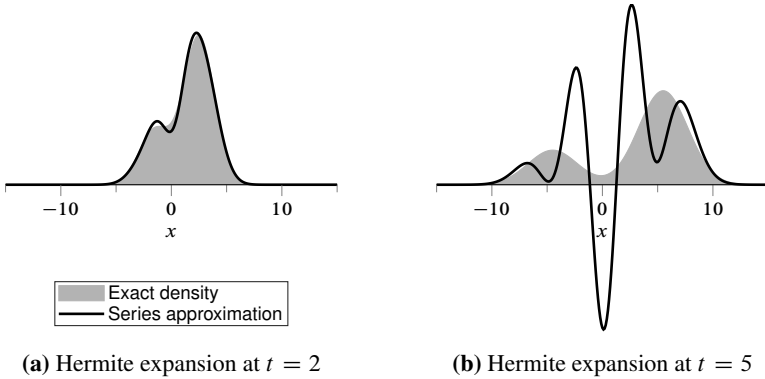 −10 0 10
x
−10 0 10
x
Exact density
Series approximation
(a) Hermite expansion at t = 2
(b) Hermite expansion at t = 5